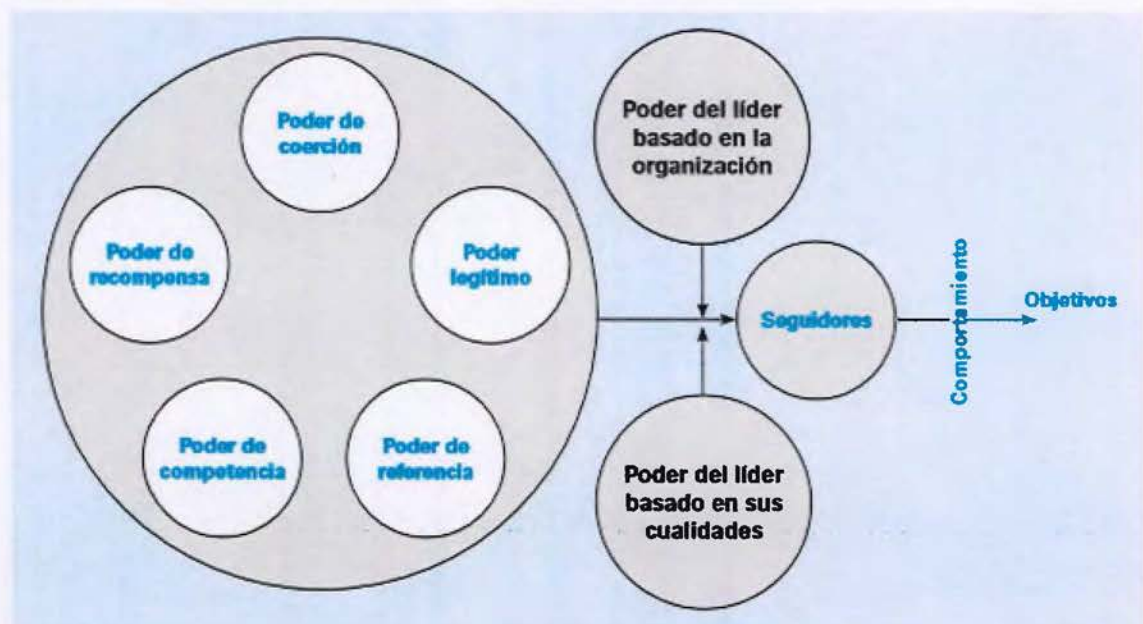 Poder de
coerción
Poder de
recompensa
Poder
legítimo
Poder de
competencia
Poder de
referencia
Poder del líder
basado en la
organización
Seguidores
Poder del líder
basado en sus
cualidades
Comportamiento
Objetivos